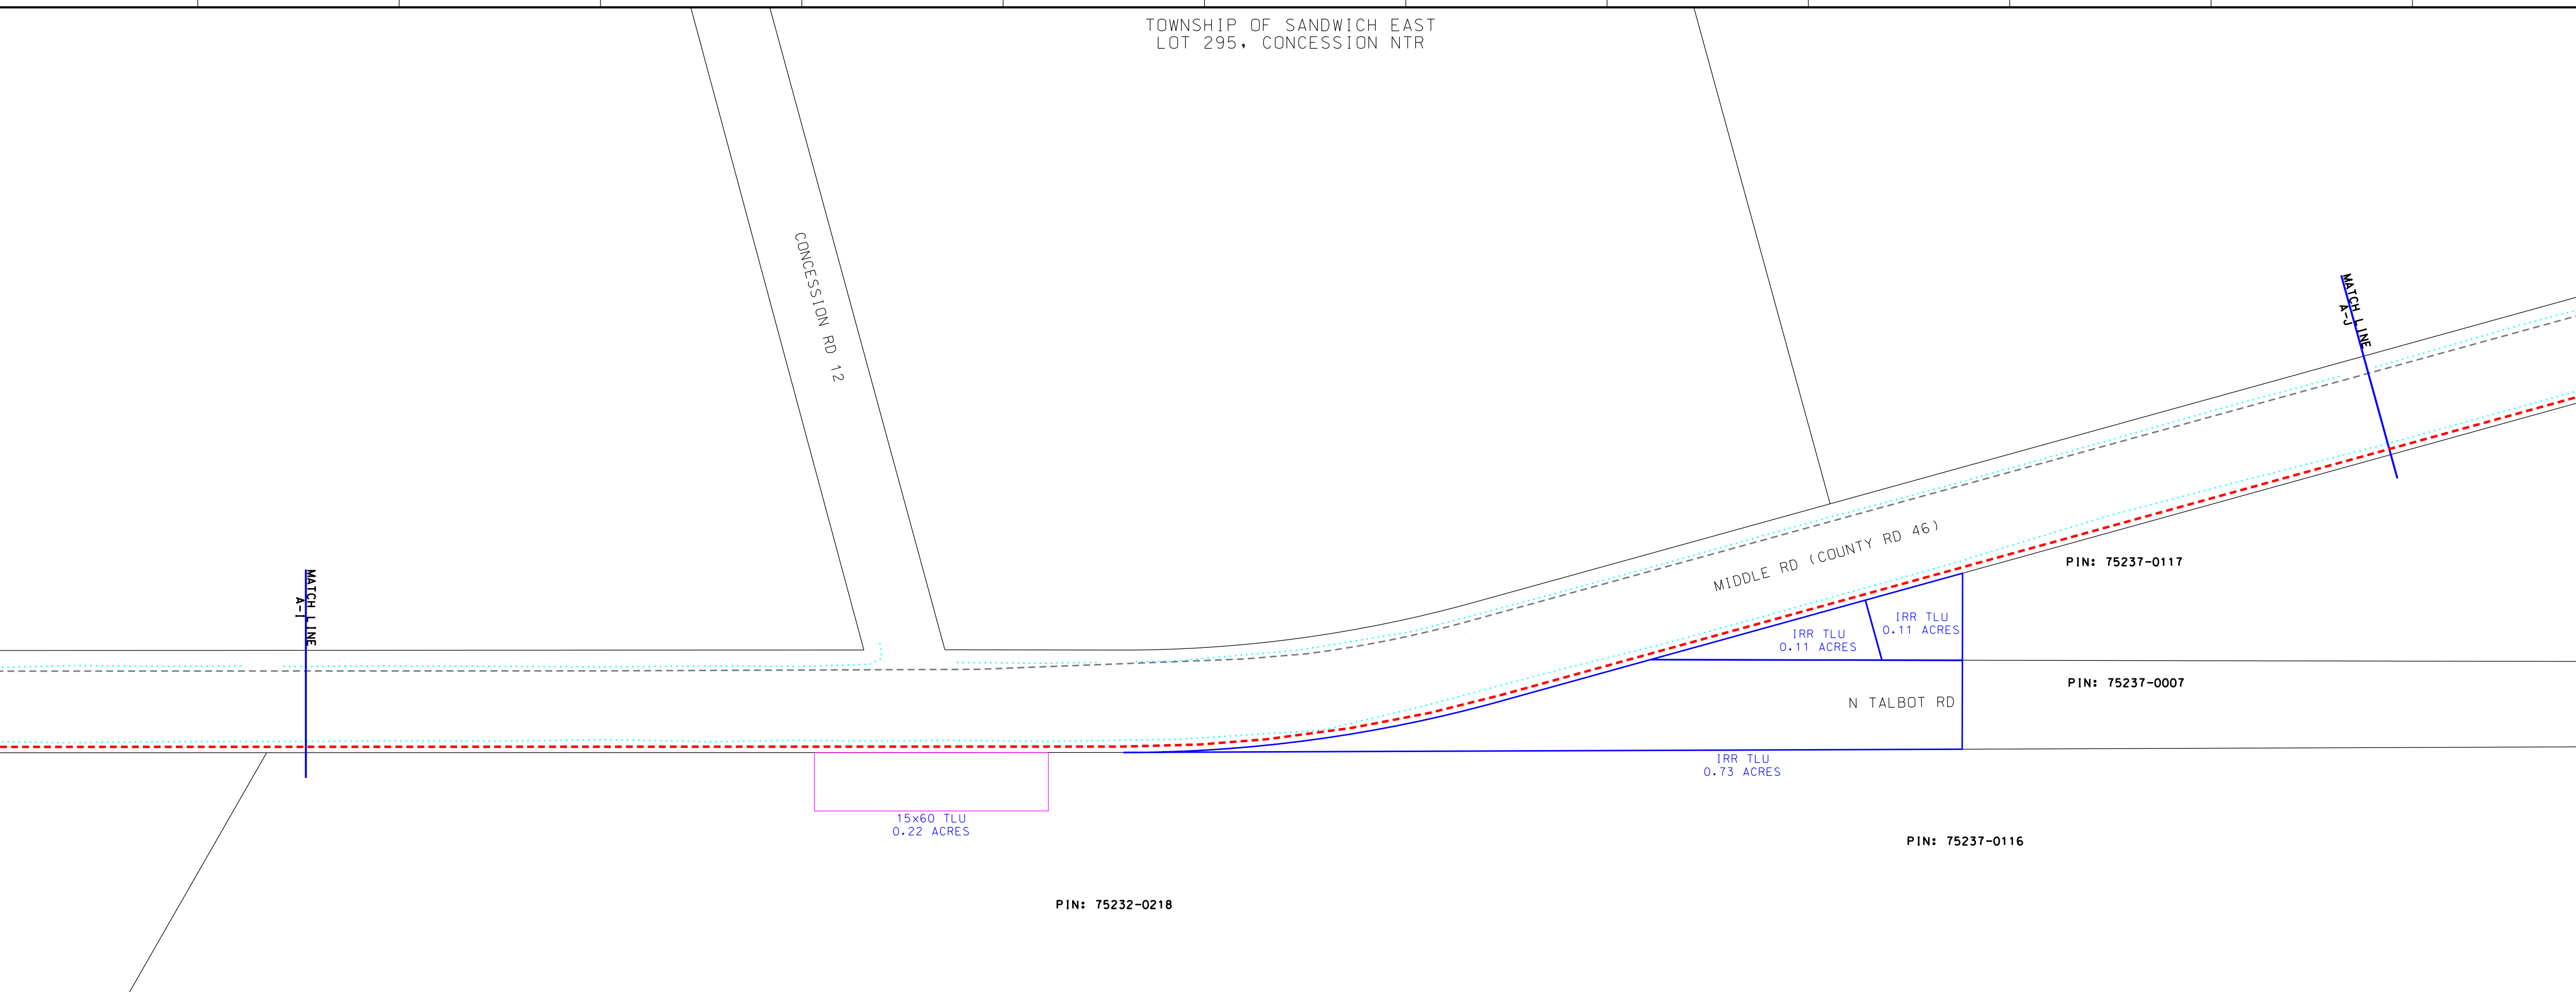 TOWNSHIP OF SANDWICH EAST
LOT 295, CONCESSION NTR
CONCESSION RD 12
MATCH LINE
A-J
MIDDLE RD (COUNTY RD 46)
PIN: 75237-0117
MATCH LINE
A-I
IRR TLU
0.11 ACRES
IRR TLU
0.11 ACRES
PIN: 75237-0007
N TALBOT RD
IRR TLU
0.73 ACRES
15x60 TLU
0.22 ACRES
PIN: 75237-0116
PIN: 75232-0218